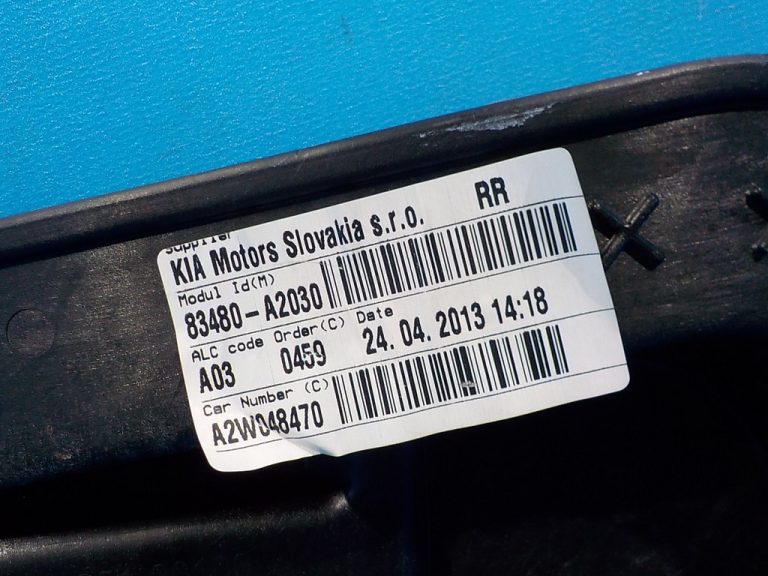 Supplier
KIA Motors Slovakia s.r.o. RR
Modul Id(M)
83480-A2030
ALC code Order(C) Date
A03 0459 24. 04. 2013 14:18
Car Number (C)
A2W048470